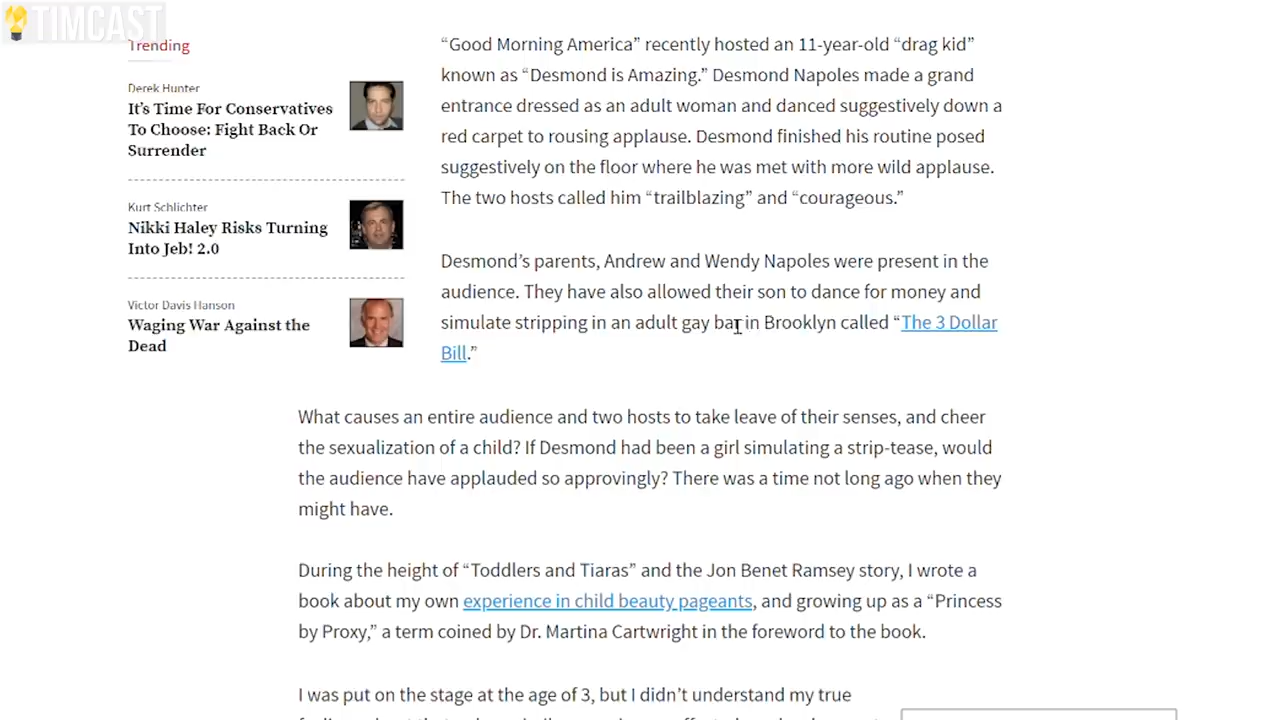 TIMCAST
Trending
Derek Hunter
It's Time For Conservatives
To Choose: Fight Back Or
Surrender
Kurt Schlichter
Nikki Haley Risks Turning
Into Jeb! 2.0
Victor Davis Hanson
Waging War Against the
Dead
“Good Morning America” recently hosted an 11-year-old “drag kid”
known as “Desmond is Amazing.” Desmond Napoles made a grand
entrance dressed as an adult woman and danced suggestively down a
red carpet to rousing applause. Desmond finished his routine posed
suggestively on the floor where he was met with more wild applause.
The two hosts called him “trailblazing” and “courageous.”
Desmond’s parents, Andrew and Wendy Napoles were present in the
audience. They have also allowed their son to dance for money and
simulate stripping in an adult gay bar in Brooklyn called “The 3 Dollar
Bill.”
What causes an entire audience and two hosts to take leave of their senses, and cheer
the sexualization of a child? If Desmond had been a girl simulating a strip-tease, would
the audience have applauded so approvingly? There was a time not long ago when they
might have.
During the height of “Toddlers and Tiaras” and the Jon Benet Ramsey story, I wrote a
book about my own experience in child beauty pageants, and growing up as a “Princess
by Proxy,” a term coined by Dr. Martina Cartwright in the foreword to the book.
I was put on the stage at the age of 3, but I didn’t understand my true